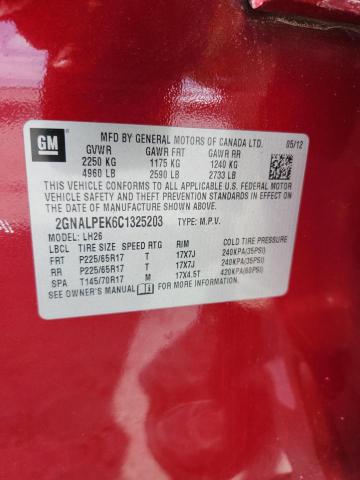 GM
MFD BY GENERAL MOTORS OF CANADA LTD. 05/12
GVWR GAWR FRT GAWR RR
2250 KG 1175 KG 1240 KG
4960 LB 2590 LB 2733 LB
THIS VEHICLE CONFORMS TO ALL APPLICABLE U.S. FEDERAL MOTOR
VEHICLE SAFETY AND THEFT PREVENTION STANDARDS IN EFFECT ON
THE DATE OF MANUFACTURE SHOWN ABOVE.
2GNALPEK6C1325203 TYPE: M.P.V.
MODEL: LH26
LBCL TIRE SIZE SPEED RTG RIM COLD TIRE PRESSURE
FRT P225/65R17 T 17X7J 240KPA(35PSI)
RR P225/65R17 T 17X7J 240KPA(35PSI)
SPA T145/70R17 M 17X4.5T 420KPA(60PSI)
SEE OWNER'S MANUAL FOR MORE INFORMATION.